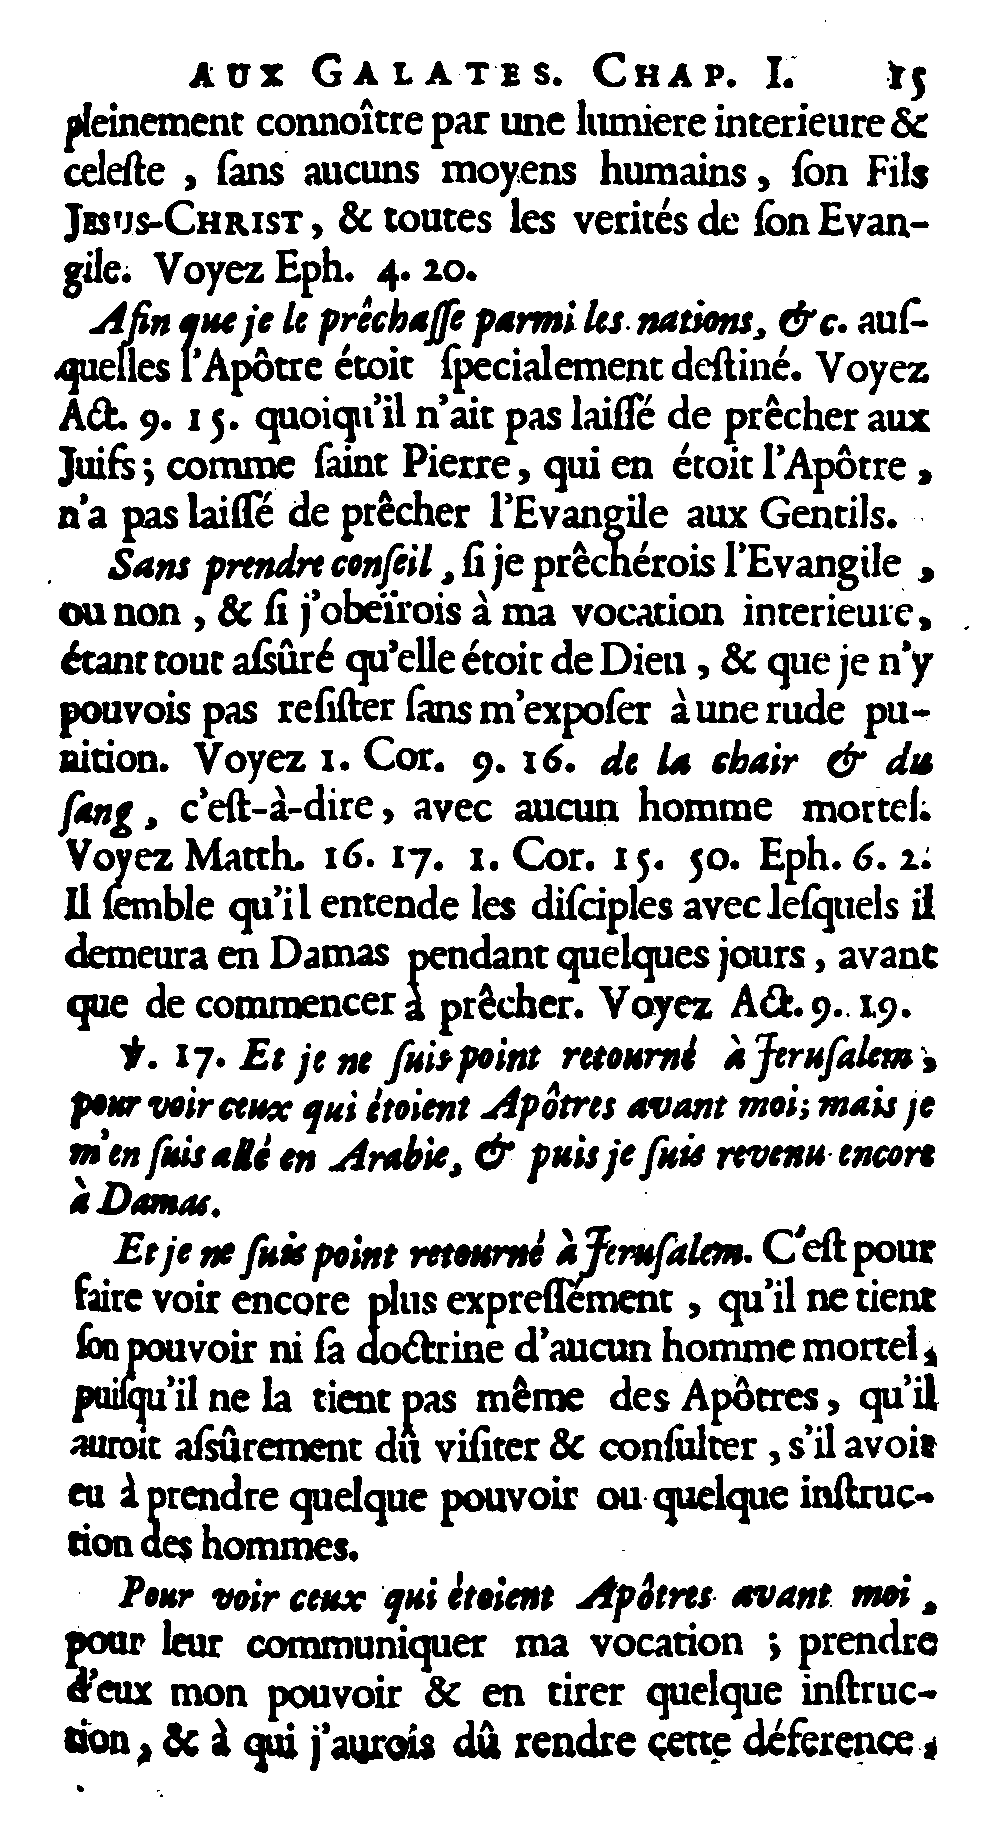 AUX GALATES. CHAP. I. 15
pleinement connoître par une lumiere interieure &
celeſte , ſans aucuns moyens humains, ſon Fils
JESUS-CHRIST, & toutes les verités de ſon Evan-
gile. Voyez Eph. 4. 20.
Afin que je le prêchaſſe parmi les nations, &c. auſ-
quelles l'Apôtre étoit ſpecialement deſtiné. Voyez
Act. 9. 15. quoiqu'il n'ait pas laiſſé de prêcher aux
Juifs; comme ſaint Pierre, qui en étoit l'Apôtre,
n'a pas laiſſé de prêcher l'Evangile aux Gentils.
Sans prendre conſeil, ſi je prêchérois l'Evangile ,
ou non , & ſi j'obeïrois à ma vocation interieure,
étant tout aſsûré qu'elle étoit de Dieu , & que je n'y
pouvois pas reſiſter ſans m'expoſer à une rude pu-
nition. Voyez 1. Cor. 9. 16. de la chair & du
ſang, c'eſt-à-dire, avec aucun homme mortel.
Voyez Matth. 16. 17. 1. Cor. 15. 50. Eph. 6. 2.
Il ſemble qu'il entende les diſciples avec leſquels il
demeura en Damas pendant quelques jours , avant
que de commencer à prêcher. Voyez Act. 9. 19.
℣. 17. Et je ne ſuis point retourné à Jeruſalem,
pour voir ceux qui étoient Apôtres avant moi; mais je
m'en ſuis allé en Arabie, & puis je ſuis revenu encore
à Damas.
Et je ne ſuis point retourné à Jeruſalem. C'eſt pour
faire voir encore plus expreſſément , qu'il ne tient
ſon pouvoir ni ſa doctrine d'aucun homme mortel,
puiſqu'il ne la tient pas même des Apôtres, qu'il
auroit aſsûrement dû viſiter & conſulter , s'il avoit
eu à prendre quelque pouvoir ou quelque inſtruc-
tion des hommes.
Pour voir ceux qui étoient Apôtres avant moi ,
pour leur communiquer ma vocation ; prendre
d'eux mon pouvoir & en tirer quelque inſtruc-
tion, & à qui j'aurois dû rendre cette déference,